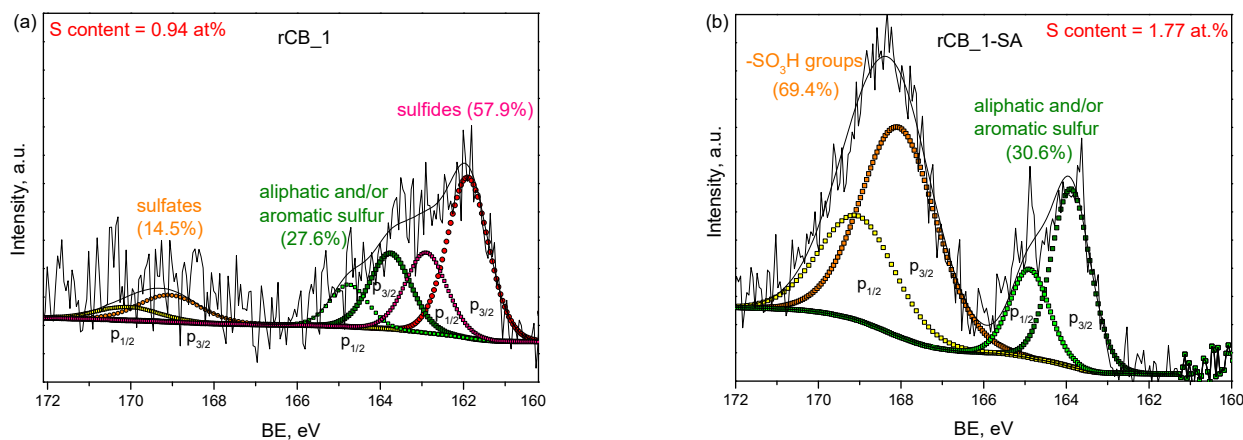 (a)
S content = 0.94 at%
rCB_1
sulfides (57.9%)
aliphatic and/or
aromatic sulfur
(27.6%)
sulfates
(14.5%)
p3/2
p1/2
p3/2
p1/2
p3/2
p1/2
Intensity, a.u.
172
170
168
166
164
162
160
BE, eV
(b)
S content = 1.77 at.%
rCB_1-SA
-SO3H groups
(69.4%)
aliphatic and/or
aromatic sulfur
(30.6%)
p3/2
p1/2
p1/2
p3/2
Intensity, a.u.
172
170
168
166
164
162
160
BE, eV